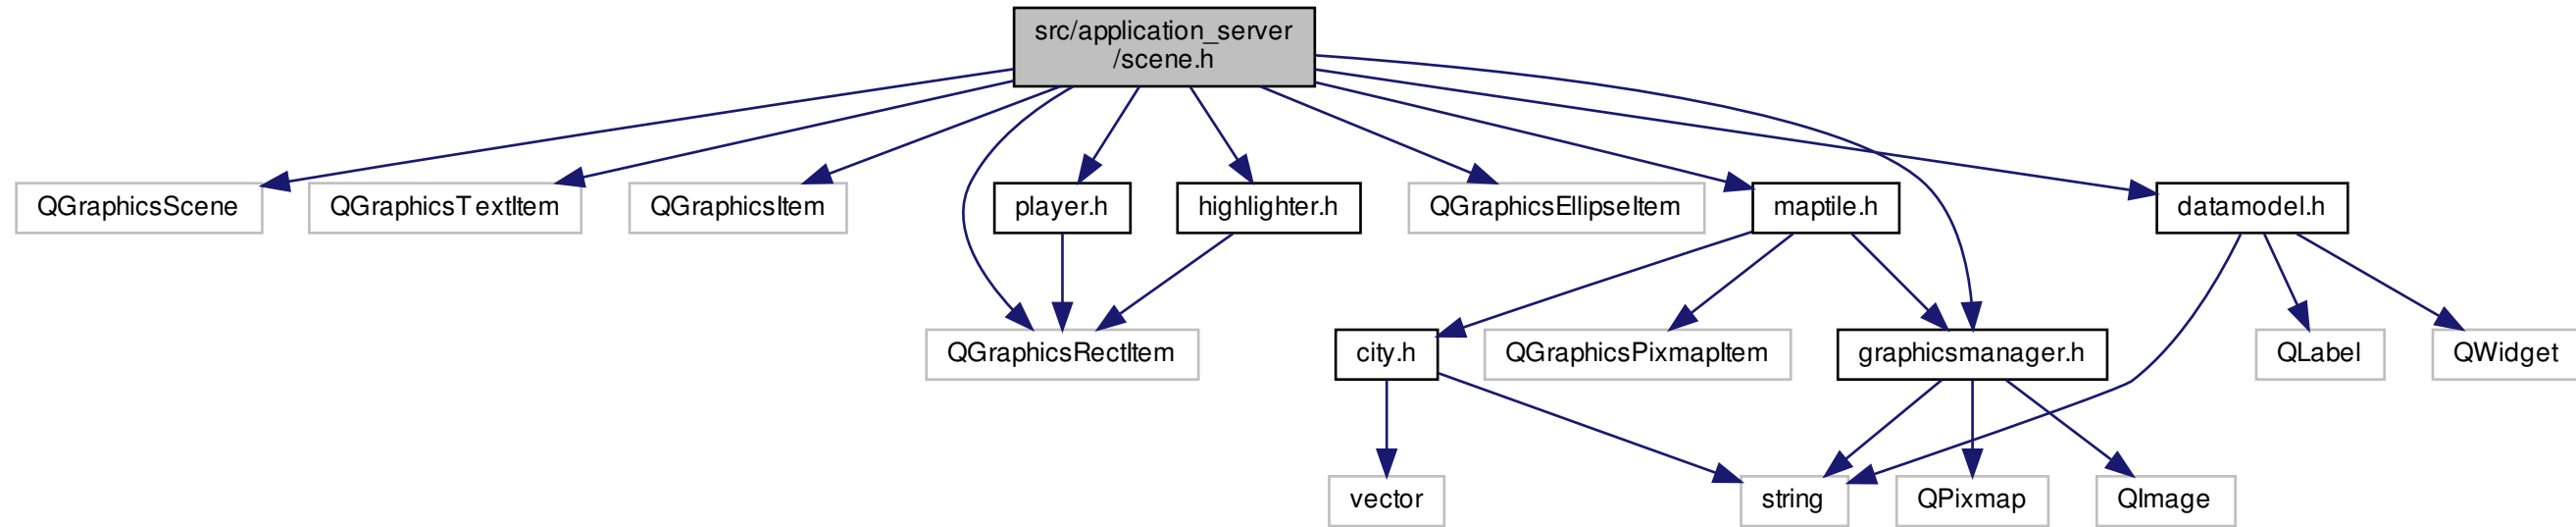 src/application_server
/scene.h
QGraphicsScene
QGraphicsTextItem
QGraphicsItem
player.h
highlighter.h
QGraphicsEllipseItem
maptile.h
datamodel.h
QGraphicsRectItem
city.h
QGraphicsPixmapItem
graphicsmanager.h
QLabel
QWidget
vector
string
QPixmap
QImage